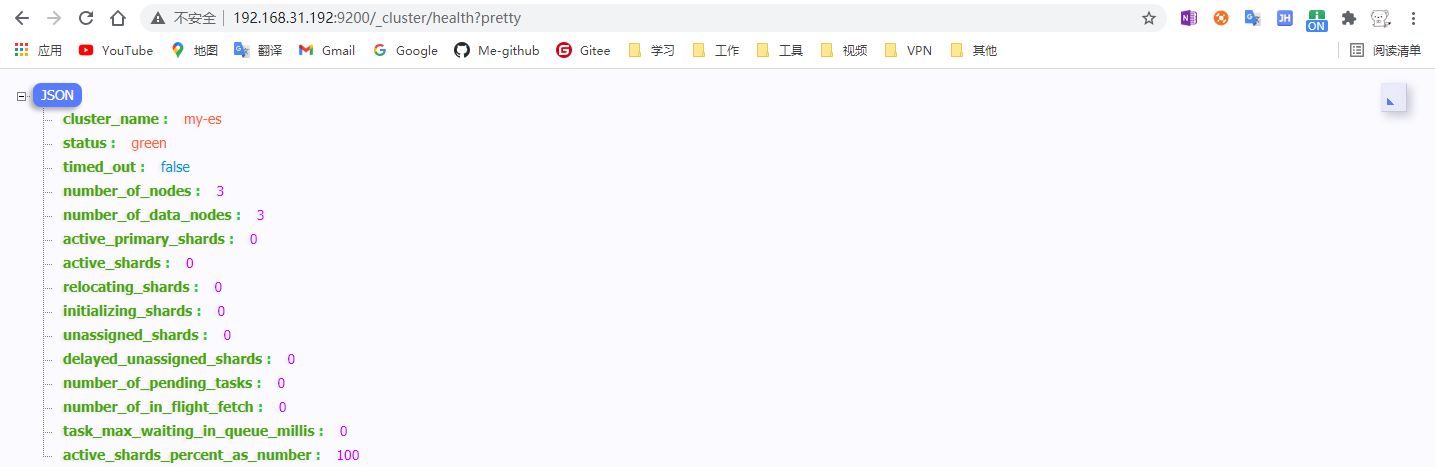 不安全 192.168.31.192:9200/_cluster/health?pretty
JH
ON
应用 YouTube 地图 翻译 Gmail Google Me-github Gitee 学习 工作 工具 视频 VPN 其他 阅读清单
JSON
cluster_name : my-es
status : green
timed_out : false
number_of_nodes : 3
number_of_data_nodes : 3
active_primary_shards : 0
active_shards : 0
relocating_shards : 0
initializing_shards : 0
unassigned_shards : 0
delayed_unassigned_shards : 0
number_of_pending_tasks : 0
number_of_in_flight_fetch : 0
task_max_waiting_in_queue_millis : 0
active_shards_percent_as_number : 100